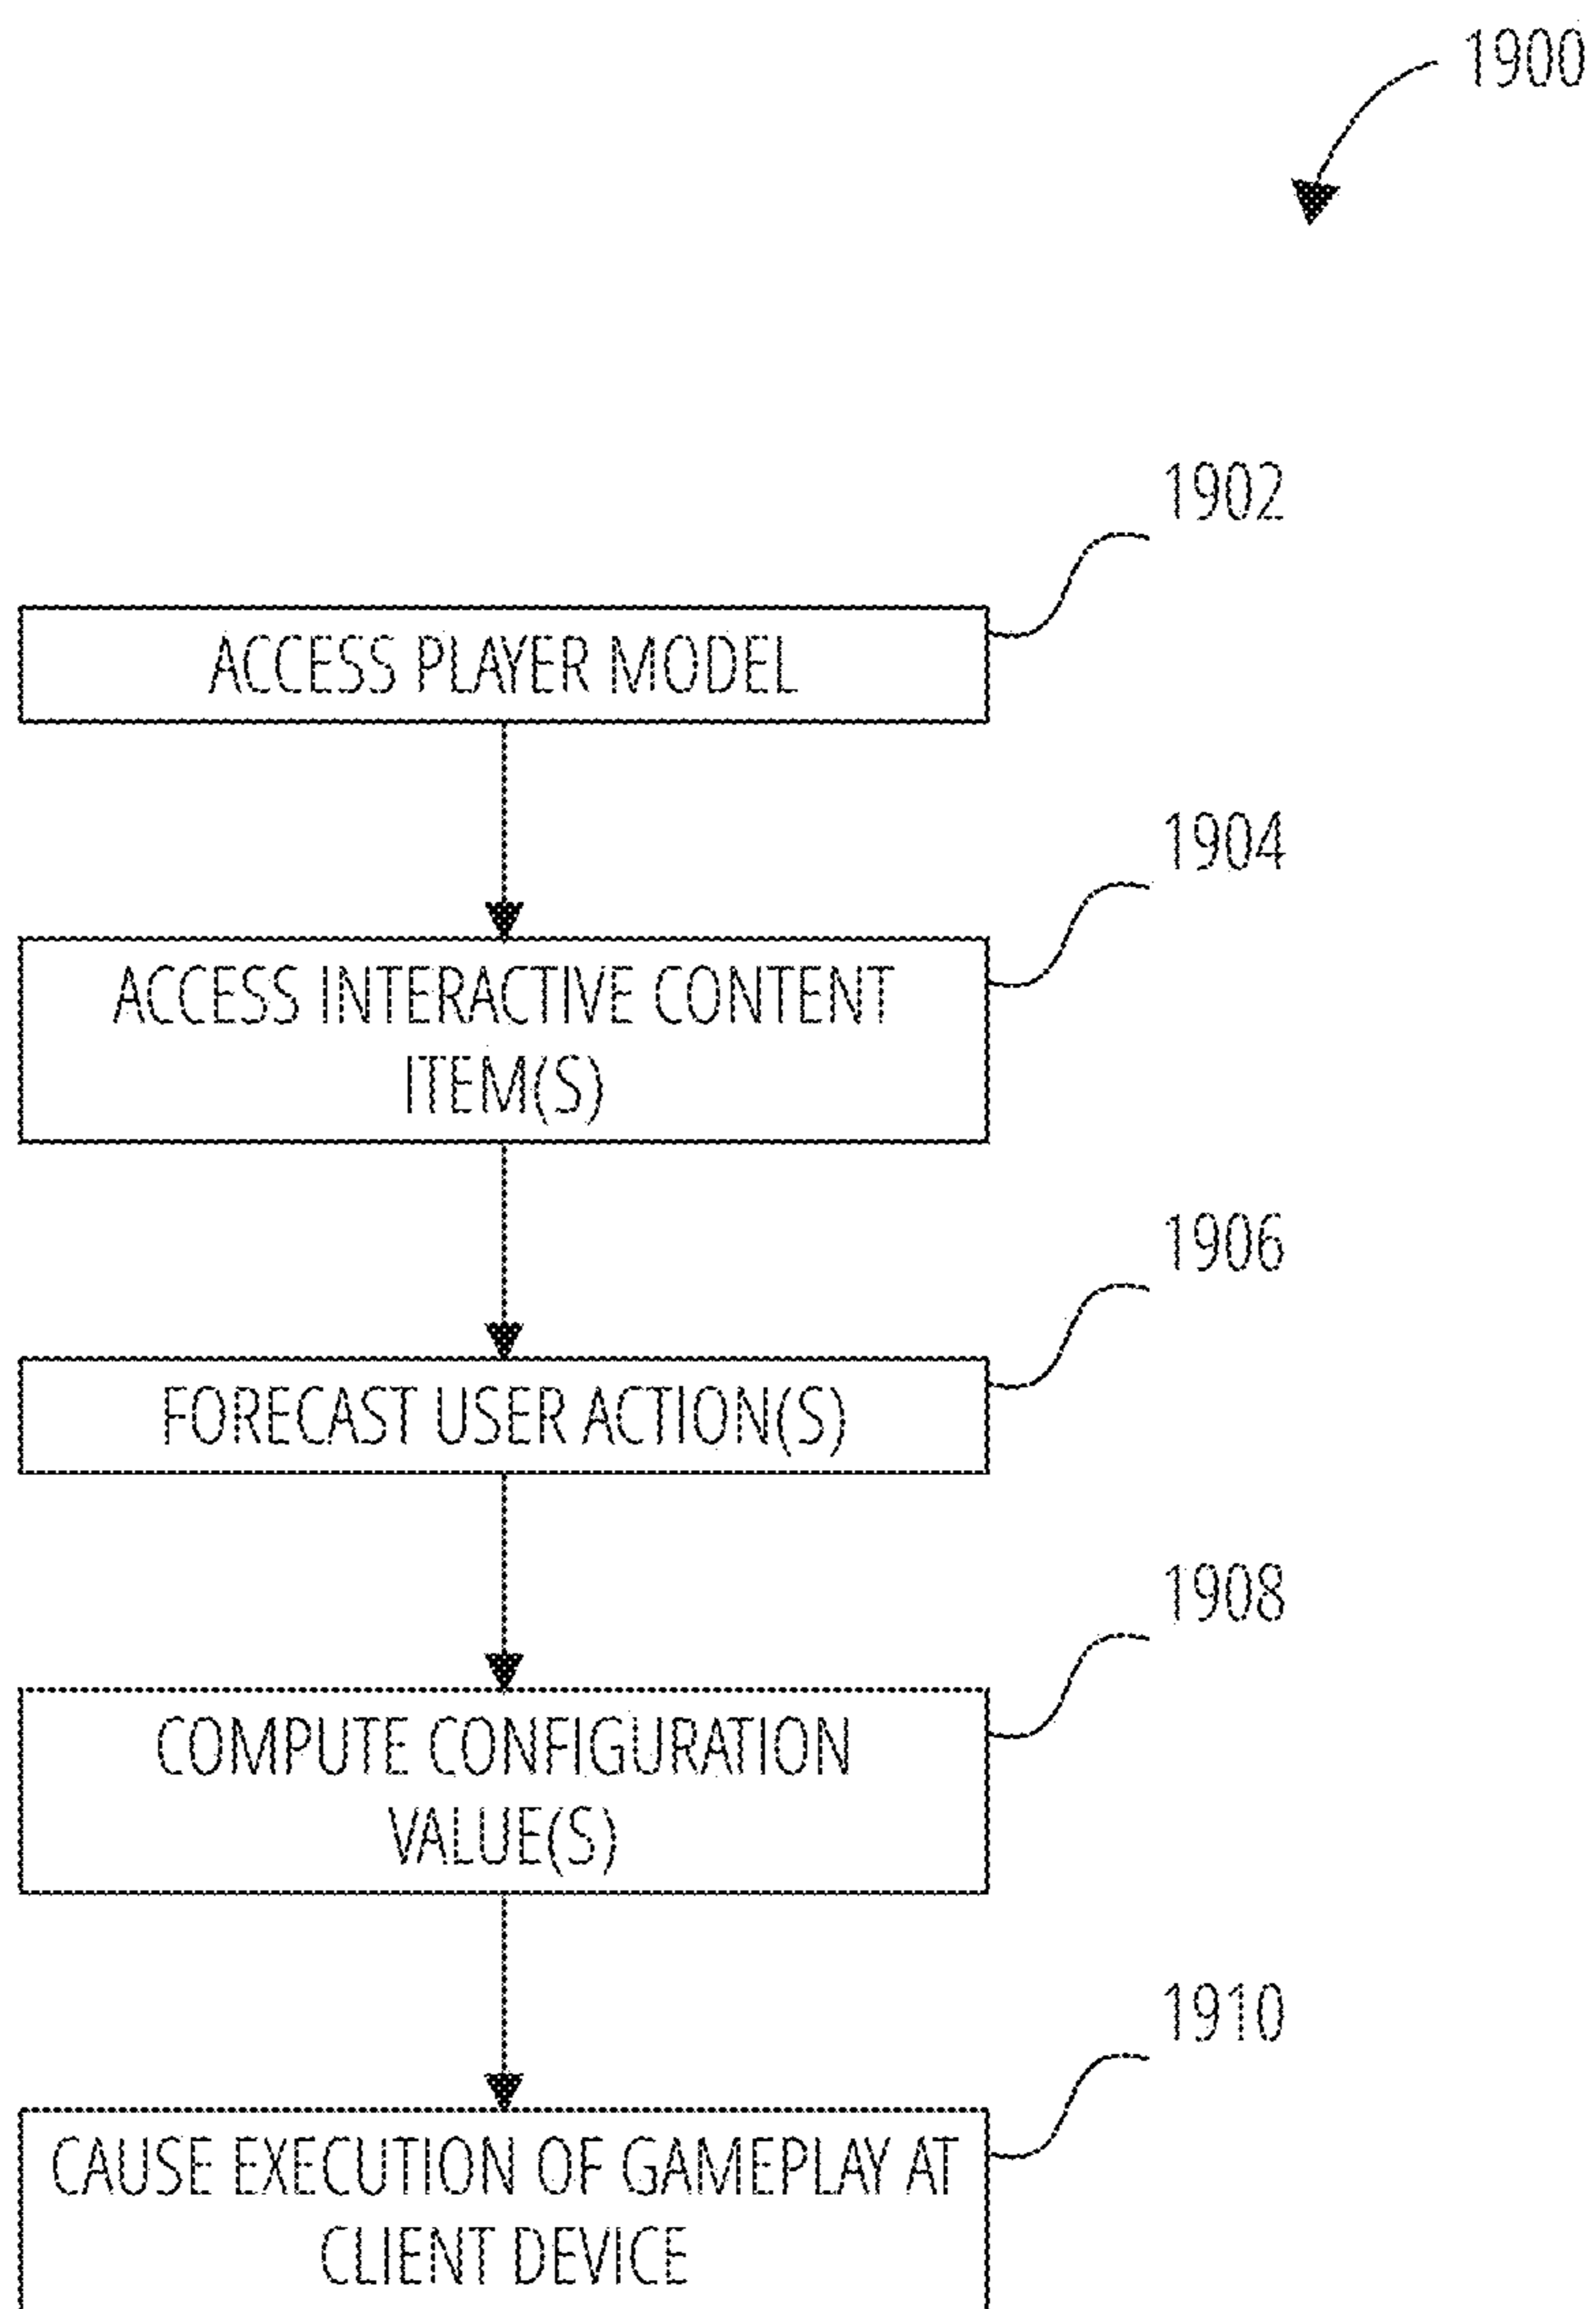 1900
1902
ACCESS PLAYER MODEL
1904
ACCESS INTERACTIVE CONTENT
ITEM(S)
1906
FORECAST USER ACTION(S)
1908
COMPUTE CONFIGURATION
VALUE(S)
1910
CAUSE EXECUTION OF GAMEPLAY AT
CLIENT DEVICE